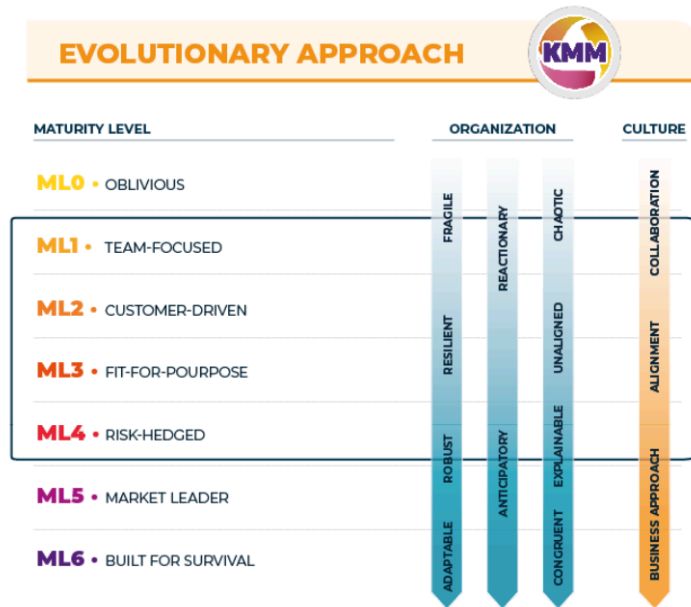 EVOLUTIONARY APPROACH
KMM
MATURITY LEVEL
ORGANIZATION
CULTURE
ML0 • OBLIVIOUS
ML1 • TEAM-FOCUSED
ML2 • CUSTOMER-DRIVEN
ML3 • FIT-FOR-POURPOSE
ML4 • RISK-HEDGED
ML5 • MARKET LEADER
ML6 • BUILT FOR SURVIVAL
FRAGILE
RESILIENT
ROBUST
ADAPTABLE
REACTIONARY
ANTICIPATORY
CHAOTIC
UNALIGNED
EXPLAINABLE
CONGRUENT
COLLABORATION
ALIGNMENT
BUSINESS APPROACH